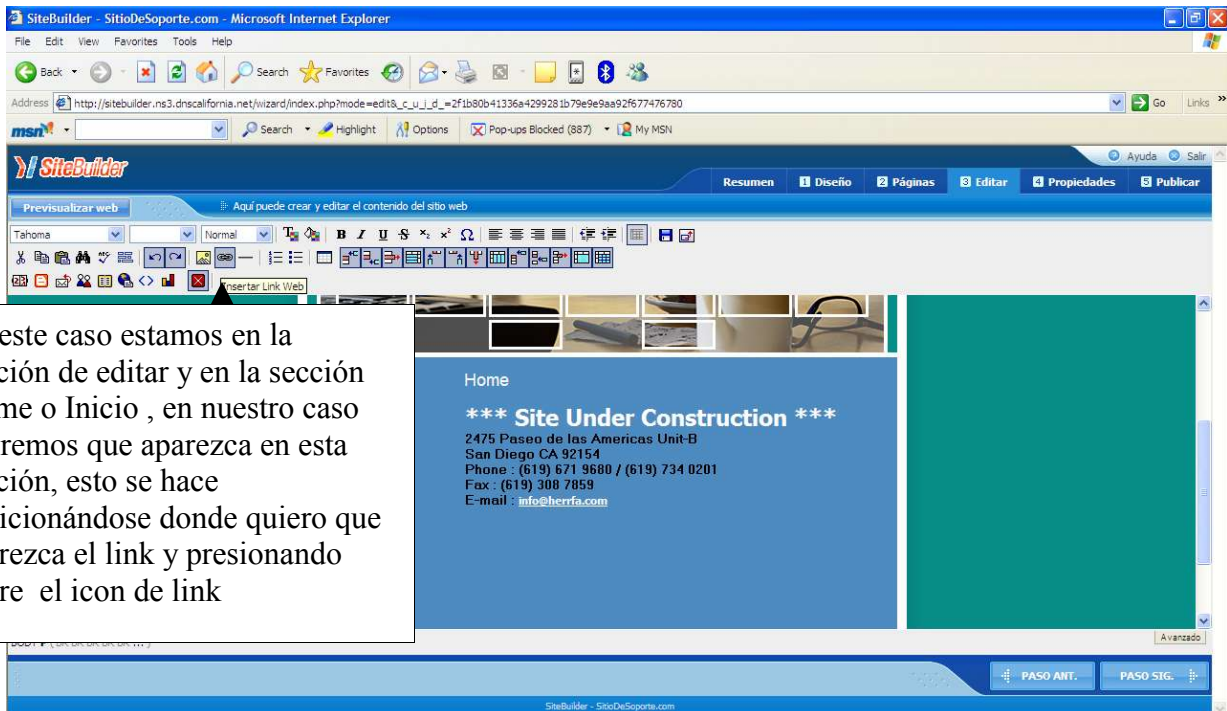 SiteBuilder - SitioDeSoporte.com - Microsoft Internet Explorer
File Edit View Favorites Tools Help
Back Search Favorites
Address http://sitebuilder.ns3.dnscalifornia.net/wizard/index.php?mode=edit&_c_u_i_d_=2f1b80b41336a4299281b79e9e9aa92f677476780 Go Links
msn Search Highlight Options Pop-ups Blocked (887) My MSN
SiteBuilder
Ayuda Salir
Resumen 1 Diseño 2 Páginas 3 Editar 4 Propiedades 5 Publicar
Previsualizar web Aquí puede crear y editar el contenido del sitio web
Tahoma Normal
Insertar Link Web
este caso estamos en la
ción de editar y en la sección
me o Inicio , en nuestro caso
remos que aparezca en esta
ción, esto se hace
icionándose donde quiero que
rezca el link y presionando
re el icon de link
Home
*** Site Under Construction ***
2475 Paseo de las Americas Unit-B
San Diego CA 92154
Phone : (619) 671 9680 / (619) 734 0201
Fax : (619) 308 7859
E-mail : info@herrfa.com
Avanzado
PASO ANT. PASO SIG.
SiteBuilder - SitioDeSoporte.com